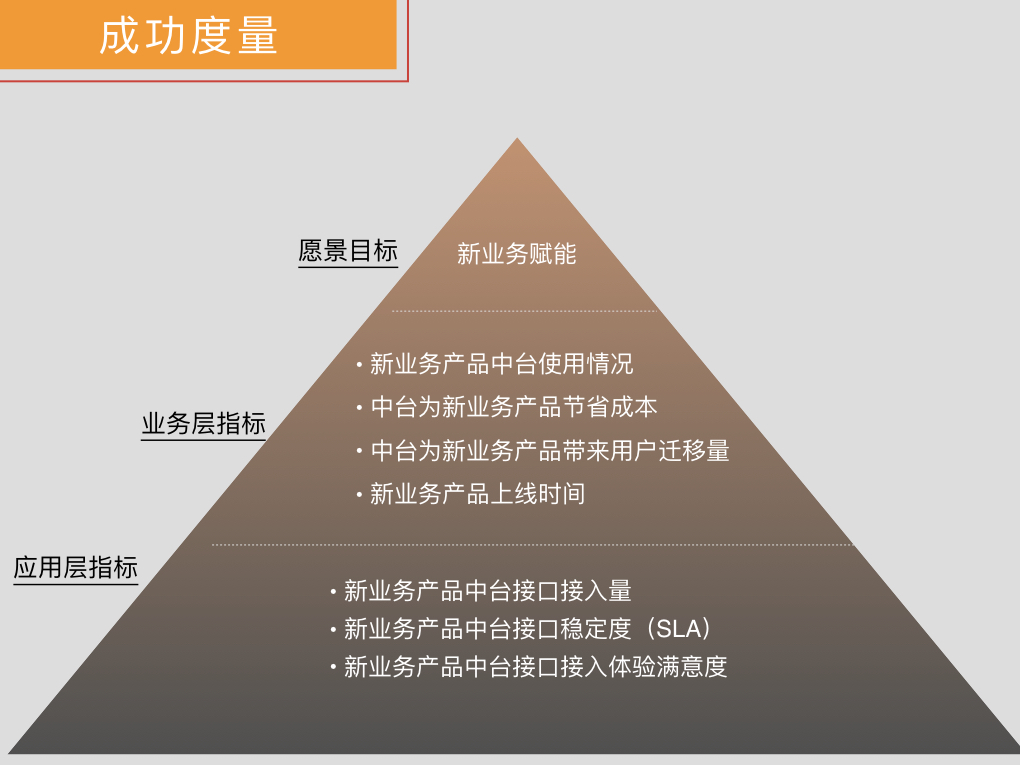 成功度量
愿景目标
新业务赋能
• 新业务产品中台使用情况
• 中台为新业务产品节省成本
业务层指标
• 中台为新业务产品带来用户迁移量
• 新业务产品上线时间
应用层指标
• 新业务产品中台接口接入量
• 新业务产品中台接口稳定度（SLA）
• 新业务产品中台接口接入体验满意度